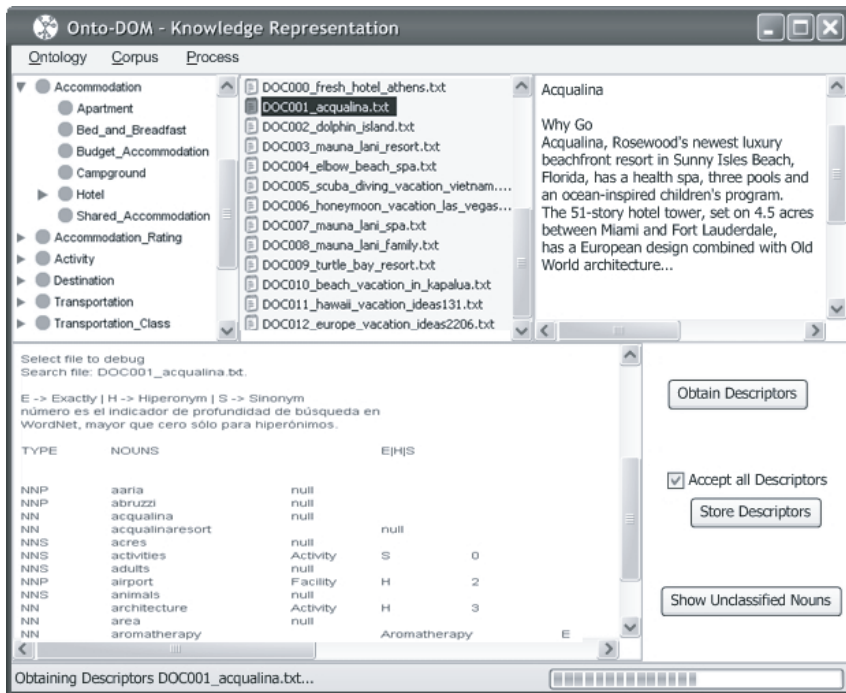 Onto-DOM - Knowledge Representation
Ontology Corpus Process
Accommodation
Apartment
Bed_and_Breadfast
Budget_Accommodation
Campground
Hotel
Shared_Accommodation
Accommodation_Rating
Activity
Destination
Transportation
Transportation_Class
DOC000_fresh_hotel_athens.txt
DOC001_acqualina.txt
DOC002_dolphin_island.txt
DOC003_mauna_lani_resort.txt
DOC004_elbow_beach_spa.txt
DOC005_scuba_diving_vacation_vietnam....
DOC006_honeymoon_vacation_las_vegas...
DOC007_mauna_lani_spa.txt
DOC008_mauna_lani_family.txt
DOC009_turtle_bay_resort.txt
DOC010_beach_vacation_in_kapalua.txt
DOC011_hawaii_vacation_ideas131.txt
DOC012_europe_vacation_ideas2206.txt
Acqualina
Why Go
Acqualina, Rosewood's newest luxury
beachfront resort in Sunny Isles Beach,
Florida, has a health spa, three pools and
an ocean-inspired children's program.
The 51-story hotel tower, set on 4.5 acres
between Miami and Fort Lauderdale,
has a European design combined with Old
World architecture...
Select file to debug
Search file: DOC001_acqualina.txt.
E -> Exactly | H -> Hiperonym | S -> Sinonym
número es el indicador de profundidad de búsqueda en
WordNet, mayor que cero sólo para hiperónimos.
TYPE NOUNS E|H|S
NNP aaria null
NNP abruzzi null
NN acqualina null
NN acqualinaresort null
NNS acres null
NNS activities Activity S 0
NNS adults null
NNP airport Facility H 2
NNS animals null
NN architecture Activity H 3
NN area null
NN aromatherapy Aromatherapy E
Obtain Descriptors
Accept all Descriptors
Store Descriptors
Show Unclassified Nouns
Obtaining Descriptors DOC001_acqualina.txt...